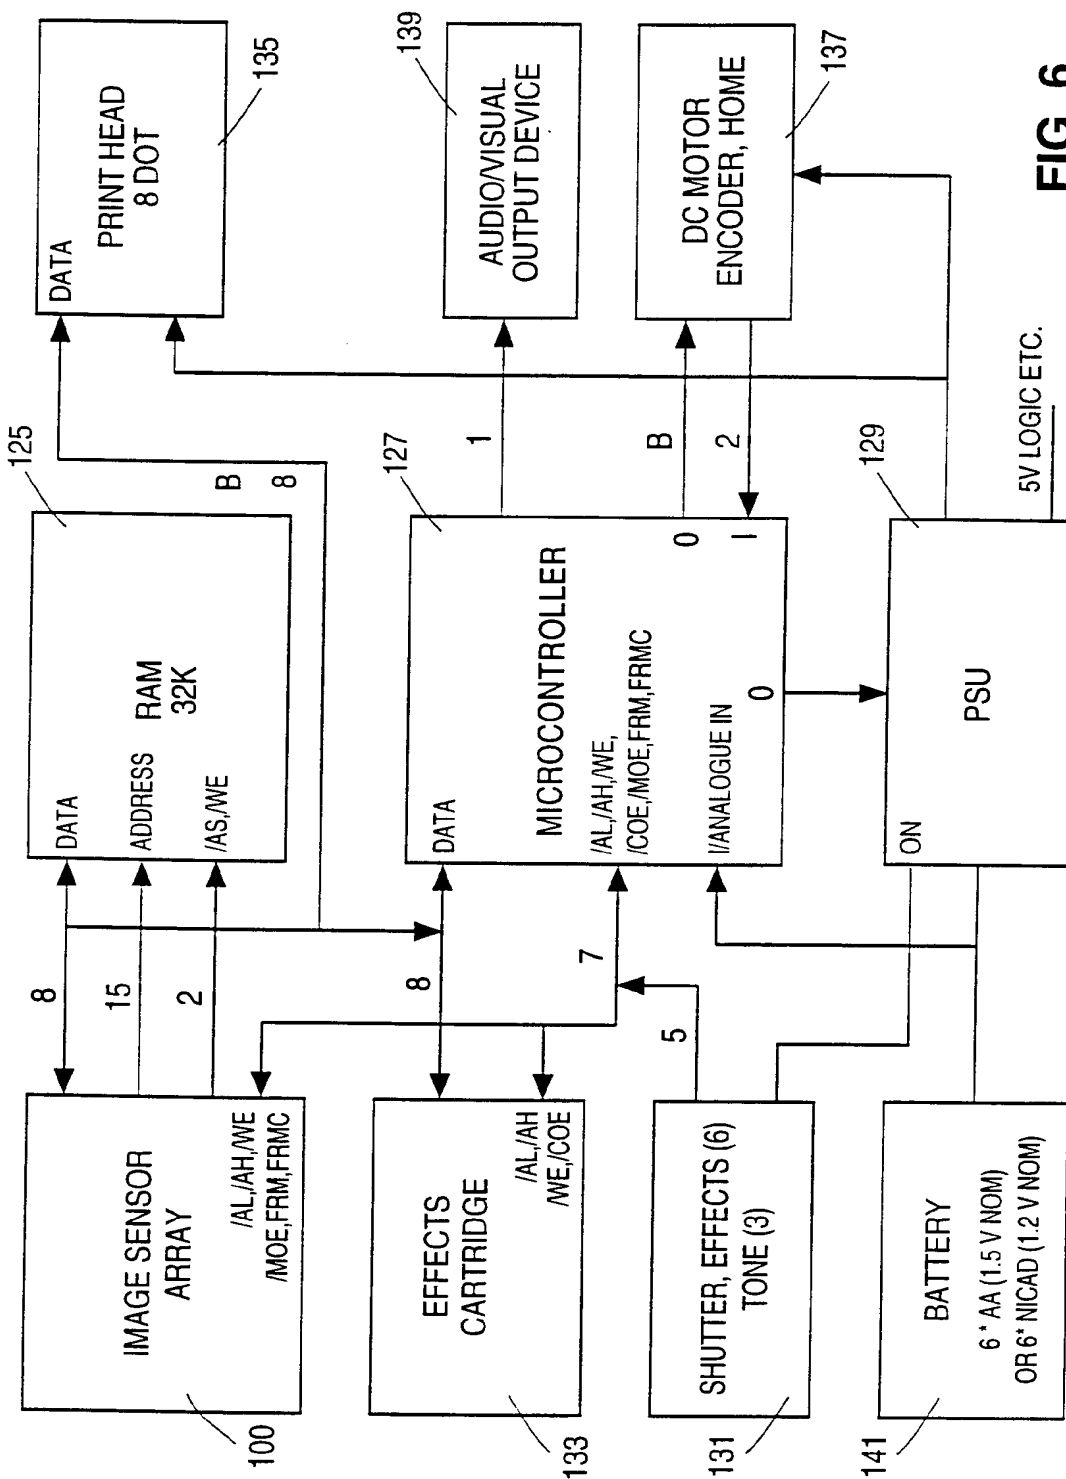 IMAGE SENSOR
ARRAY
/AL,/AH,/WE
/MOE,FRM,FRMC
100
8
15
2
DATA
ADDRESS
/AS,/WE
RAM
32K
125
B
8
DATA
PRINT HEAD
8 DOT
135
EFFECTS
CARTRIDGE
/AL,/AH
/WE,/COE
133
8
7
DATA
MICROCONTROLLER
/AL,/AH,/WE,
/COE,/MOE,FRM,FRMC
I/ANALOGUE IN
0
0
I
127
1
B
2
AUDIO/VISUAL
OUTPUT DEVICE
139
DC MOTOR
ENCODER, HOME
137
SHUTTER, EFFECTS (6)
TONE (3)
131
5
BATTERY
6 * AA (1.5 V NOM)
OR 6* NICAD (1.2 V NOM)
141
ON
PSU
129
5V LOGIC ETC.
FIG. 6